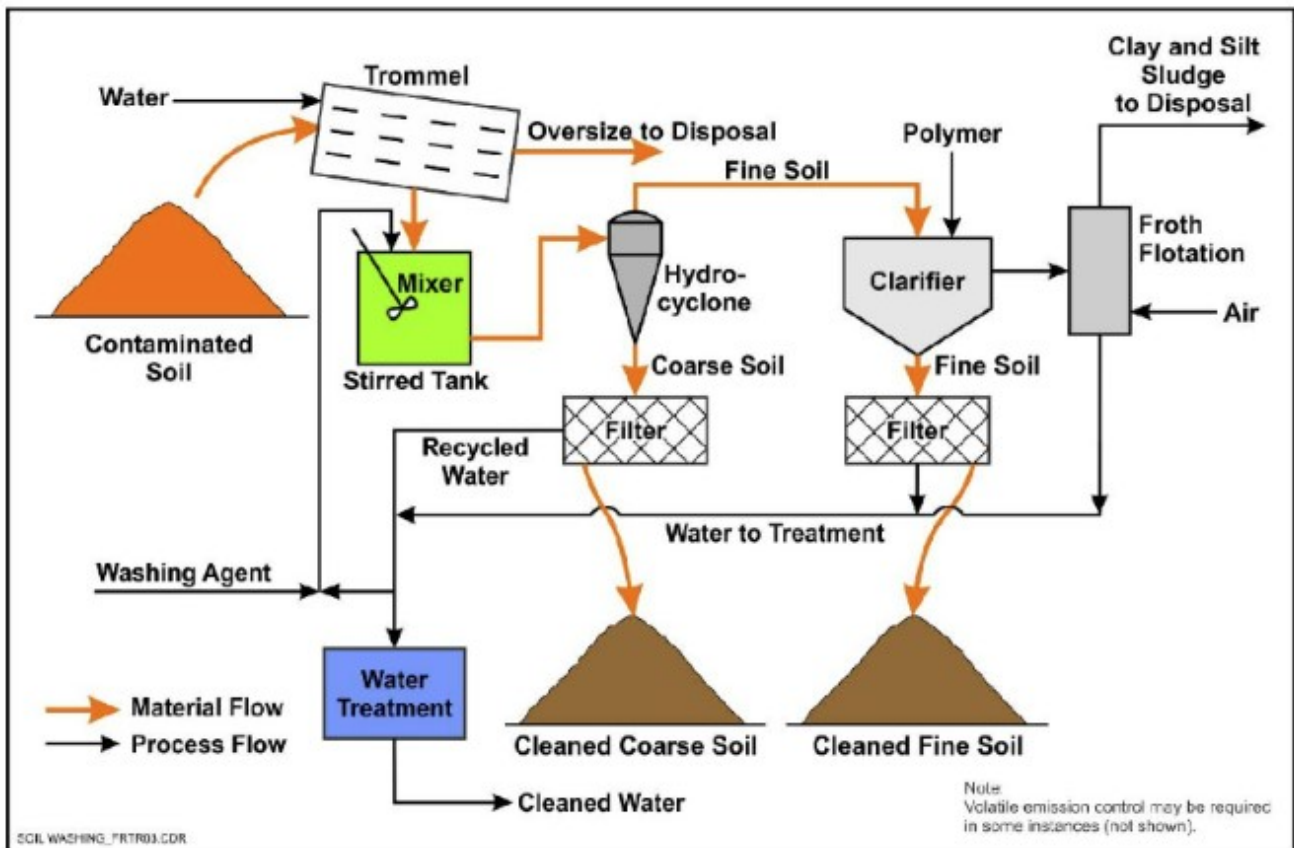 Trommel
Water
Oversize to Disposal
Clay and Silt
Sludge
to Disposal
Polymer
Fine Soil
Froth
Flotation
Mixer
Hydro-
cyclone
Clarifier
Air
Contaminated
Soil
Stirred Tank
Coarse Soil
Fine Soil
Filter
Filter
Recycled
Water
Water to Treatment
Washing Agent
Water
Treatment
Material Flow
Process Flow
Cleaned Coarse Soil
Cleaned Fine Soil
Cleaned Water
Note:
Volatile emission control may be required
in some instances (not shown).
SOIL WASHING_FRTR03.CDR